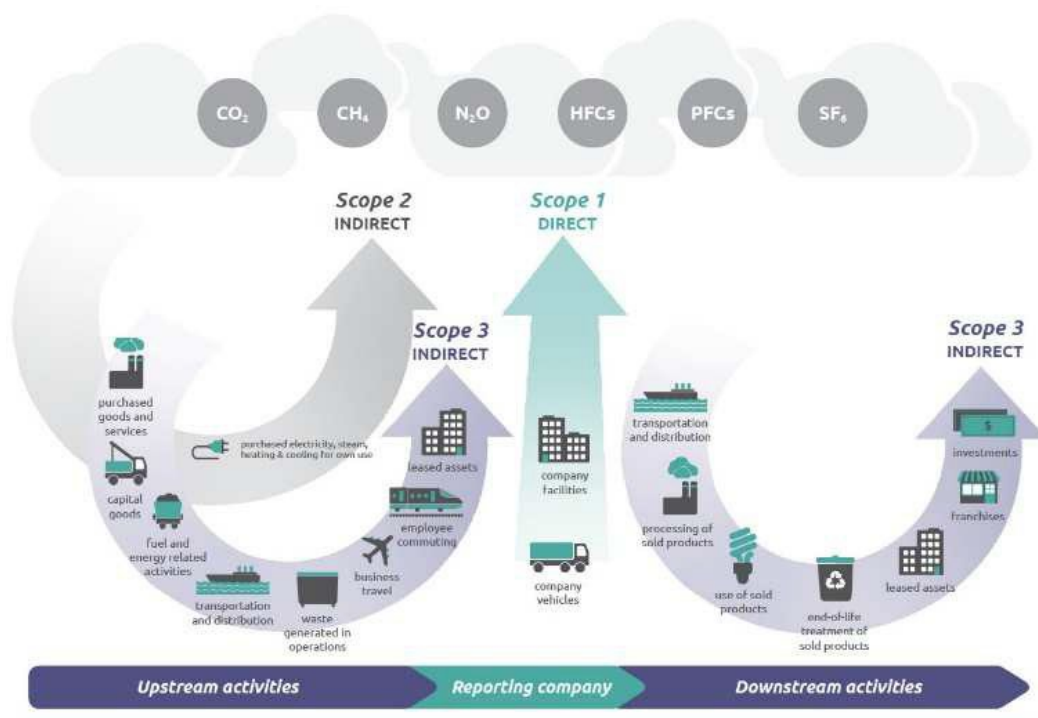 CO₂
CH₄
N₂O
HFCs
PFCs
SF₆
Scope 2
INDIRECT
Scope 1
DIRECT
Scope 3
INDIRECT
Scope 3
INDIRECT
purchased
goods and
services
capital
goods
fuel and
energy related
activities
purchased electricity, steam,
heating & cooling for own use
transportation
and distribution
waste
generated in
operations
business
travel
employee
commuting
leased assets
company
facilities
company
vehicles
transportation
and distribution
processing of
sold products
use of sold
products
end-of-life
treatment of
sold products
leased assets
franchises
$
investments
Upstream activities
Reporting company
Downstream activities